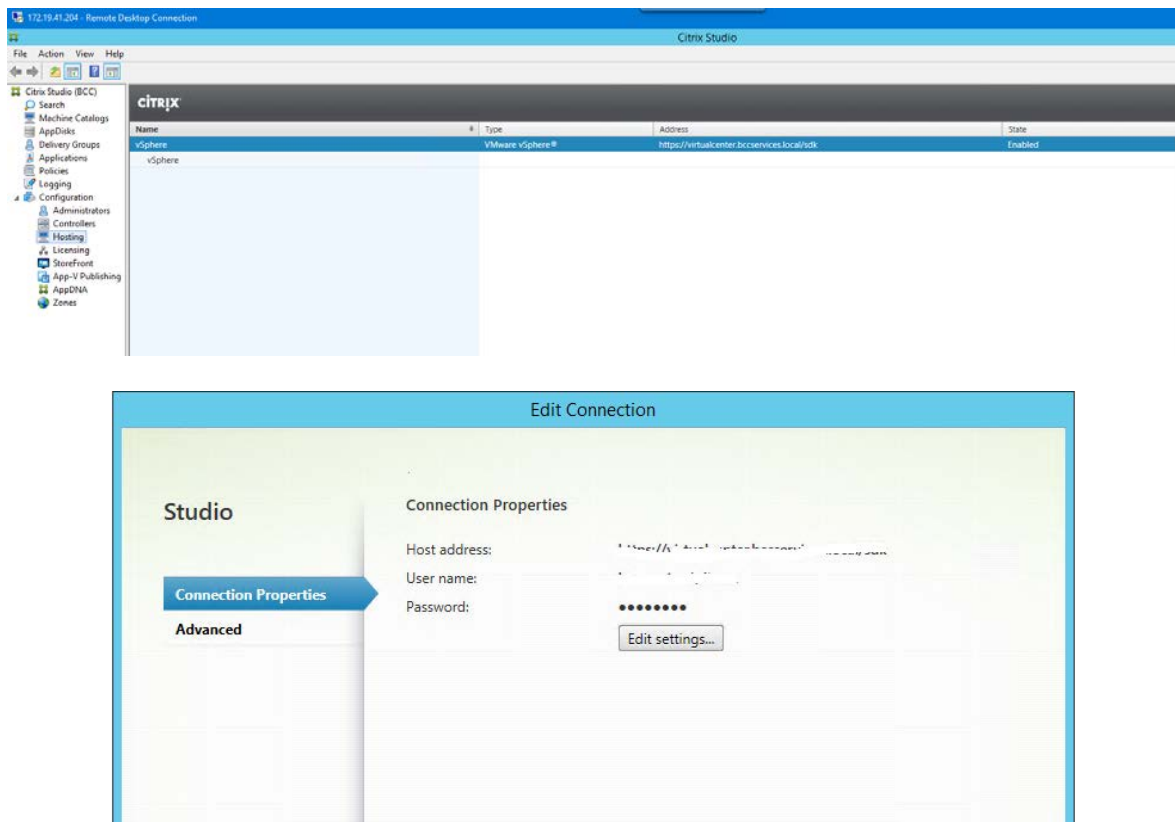 172.19.41.204 - Remote Desktop Connection
Citrix Studio
File Action View Help
Citrix Studio (BCC)
Search
Machine Catalogs
AppDisks
Delivery Groups
Applications
Policies
Logging
Configuration
Administrators
Controllers
Hosting
Licensing
StoreFront
App-V Publishing
AppDNA
Zones
CITRIX
Name Type Address State
vSphere VMware vSphere® https://virtualcenter.bccservices.local/sdk Enabled
vSphere
Edit Connection
Studio
Connection Properties
Advanced
Connection Properties
Host address:
User name:
Password: ●●●●●●●●
Edit settings...